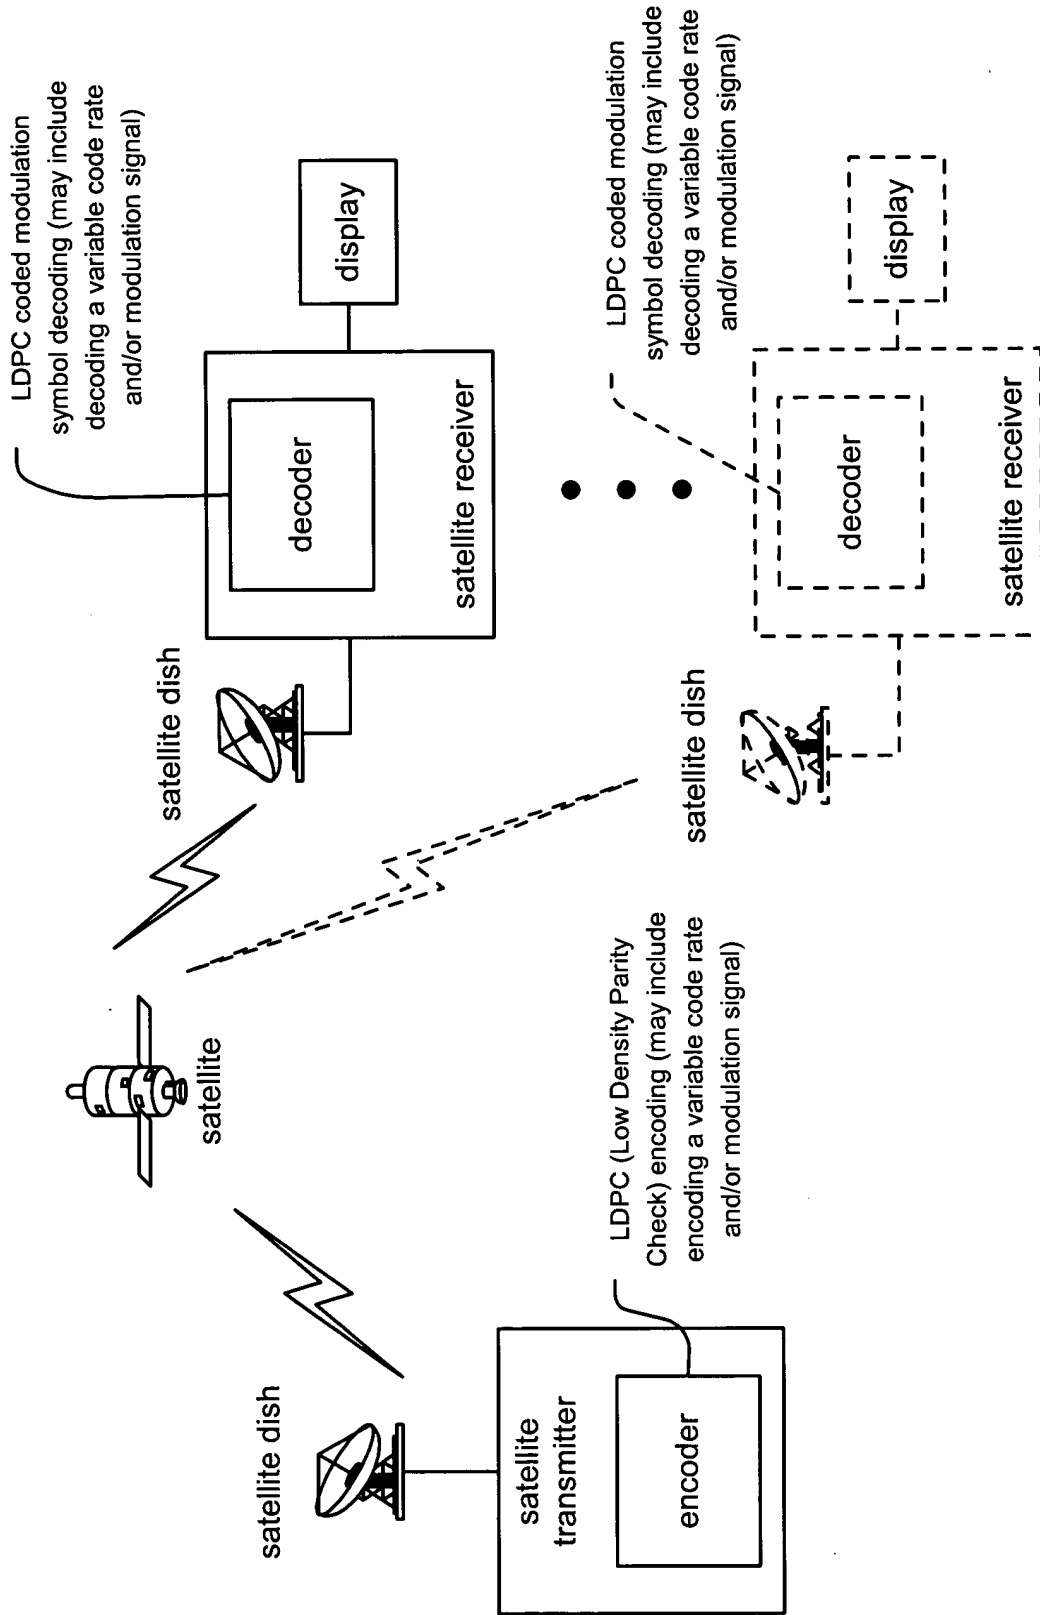 satellite dish
satellite
transmitter
encoder
LDPC (Low Density Parity
Check) encoding (may include
encoding a variable code rate
and/or modulation signal)
satellite
satellite dish
LDPC coded modulation
symbol decoding (may include
decoding a variable code rate
and/or modulation signal)
decoder
satellite receiver
display
satellite dish
LDPC coded modulation
symbol decoding (may include
decoding a variable code rate
and/or modulation signal)
decoder
satellite receiver
display